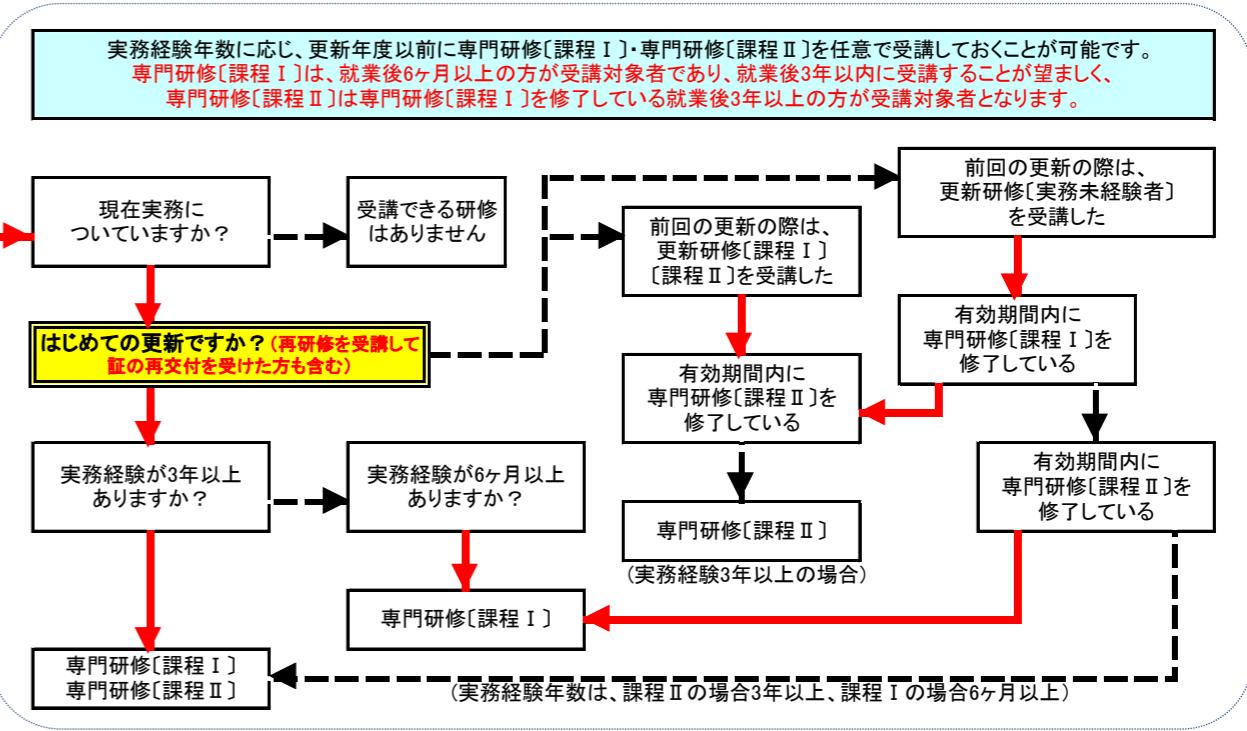 実務経験年数に応じ、更新年度以前に専門研修〔課程Ⅰ〕・専門研修〔課程Ⅱ〕を任意で受講しておくことが可能です。
専門研修〔課程Ⅰ〕は、就業後6ヶ月以上の方が受講対象者であり、就業後3年以内に受講することが望ましく、
専門研修〔課程Ⅱ〕は専門研修〔課程Ⅰ〕を修了している就業後3年以上の方が受講対象者となります。
現在実務に
ついていますか？
受講できる研修
はありません
前回の更新の際は、
更新研修〔課程Ⅰ〕
〔課程Ⅱ〕を受講した
前回の更新の際は、
更新研修〔実務未経験者〕
を受講した
はじめての更新ですか？（再研修を受講して
証の再交付を受けた方も含む）
有効期間内に
専門研修〔課程Ⅱ〕を
修了している
有効期間内に
専門研修〔課程Ⅰ〕を
修了している
実務経験が3年以上
ありますか？
実務経験が6ヶ月以上
ありますか？
専門研修〔課程Ⅱ〕
（実務経験3年以上の場合）
有効期間内に
専門研修〔課程Ⅱ〕を
修了している
専門研修〔課程Ⅰ〕
専門研修〔課程Ⅰ〕
専門研修〔課程Ⅱ〕
（実務経験年数は、課程Ⅱの場合3年以上、課程Ⅰの場合6ヶ月以上）